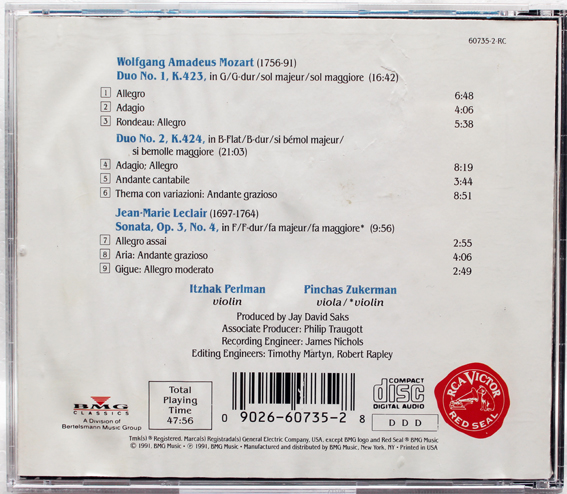 60735-2-RC
Wolfgang Amadeus Mozart (1756-91)
Duo No. 1, K.423, in G/G-dur/sol majeur/sol maggiore (16:42)
1 Allegro 6:48
2 Adagio 4:06
3 Rondeau: Allegro 5:38
Duo No. 2, K.424, in B-Flat/B-dur/si bémol majeur/
si bemolle maggiore (21:03)
4 Adagio; Allegro 8:19
5 Andante cantabile 3:44
6 Thema con variazioni: Andante grazioso 8:51
Jean-Marie Leclair (1697-1764)
Sonata, Op. 3, No. 4, in F/F-dur/fa majeur/fa maggiore* (9:56)
7 Allegro assai 2:55
8 Aria: Andante grazioso 4:06
9 Gigue: Allegro moderato 2:49
Itzhak Perlman Pinchas Zukerman
violin viola/*violin
Produced by Jay David Saks
Associate Producer: Philip Traugott
Recording Engineer: James Nichols
Editing Engineers: Timothy Martyn, Robert Rapley
BMG
CLASSICS
A Division of
Bertelsmann Music Group
Total
Playing
Time
47:56
0 9026-60735-2 8
COMPACT
disc
DIGITAL AUDIO
D D D
RCA VICTOR
RED SEAL
Tmk(s) ® Registered. Marca(s) Registrada(s) General Electric Company, USA, except BMG logo and Red Seal ® BMG Music
© 1991, BMG Music • ℗ 1991, BMG Music • Manufactured and distributed by BMG Music, New York, NY • Printed in USA